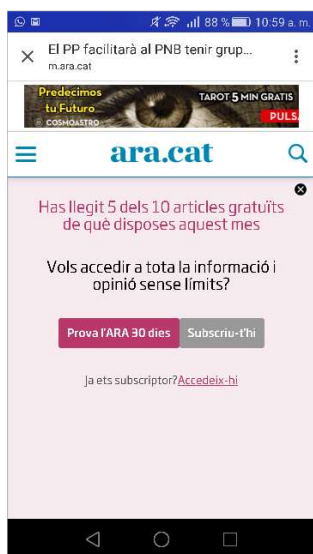 88 % 10:59 a. m.
El PP facilitarà al PNB tenir grup...
m.ara.cat
Predecimos
tu Futuro
COSMOASTRO
TAROT 5 MIN GRATIS
PULS
ara.cat
Has llegit 5 dels 10 articles gratuïts
de què disposes aquest mes
Vols accedir a tota la informació i
opinió sense límits?
Prova l'ARA 30 dies Subscriu-t'hi
Ja ets subscriptor?Accedeix-hi